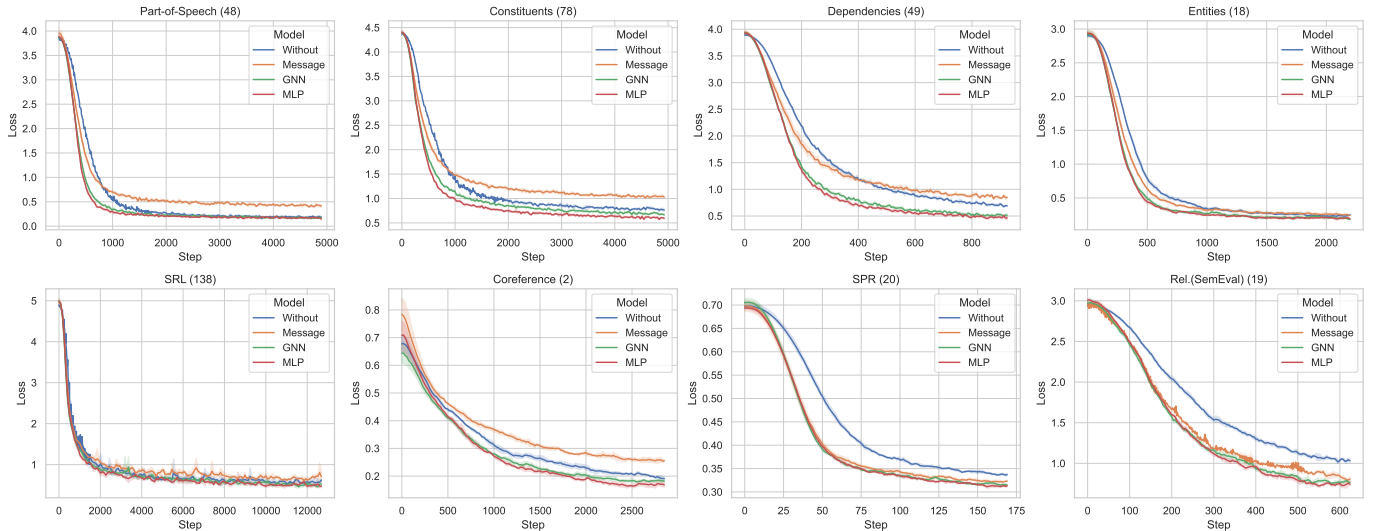 Part-of-Speech (48)
Loss
4.0
3.5
3.0
2.5
2.0
1.5
1.0
0.5
0.0
Model
Without
Message
GNN
MLP
0 1000 2000 3000 4000 5000
Step
Constituents (78)
Loss
4.5
4.0
3.5
3.0
2.5
2.0
1.5
1.0
0.5
Model
Without
Message
GNN
MLP
0 1000 2000 3000 4000 5000
Step
Dependencies (49)
Loss
4.0
3.5
3.0
2.5
2.0
1.5
1.0
0.5
Model
Without
Message
GNN
MLP
0 200 400 600 800
Step
Entities (18)
Loss
3.0
2.5
2.0
1.5
1.0
0.5
Model
Without
Message
GNN
MLP
0 500 1000 1500 2000
Step
SRL (138)
Loss
5
4
3
2
1
Model
Without
Message
GNN
MLP
0 2000 4000 6000 8000 10000 12000
Step
Coreference (2)
Loss
0.8
0.7
0.6
0.5
0.4
0.3
0.2
Model
Without
Message
GNN
MLP
0 500 1000 1500 2000 2500
Step
SPR (20)
Loss
0.70
0.65
0.60
0.55
0.50
0.45
0.40
0.35
0.30
Model
Without
Message
GNN
MLP
0 25 50 75 100 125 150 175
Step
Rel.(SemEval) (19)
Loss
3.0
2.5
2.0
1.5
1.0
Model
Without
Message
GNN
MLP
0 100 200 300 400 500 600
Step